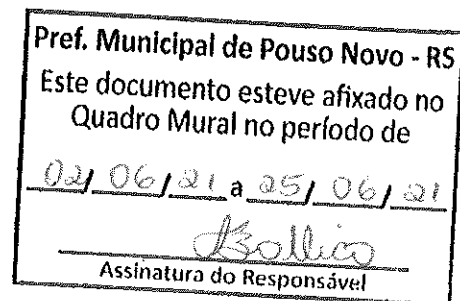 Pref. Municipal de Pouso Novo - RS
Este documento esteve afixado no
Quadro Mural no período de
02/ 06/ 21 a 25/ 06/ 21
Assinatura do Responsável